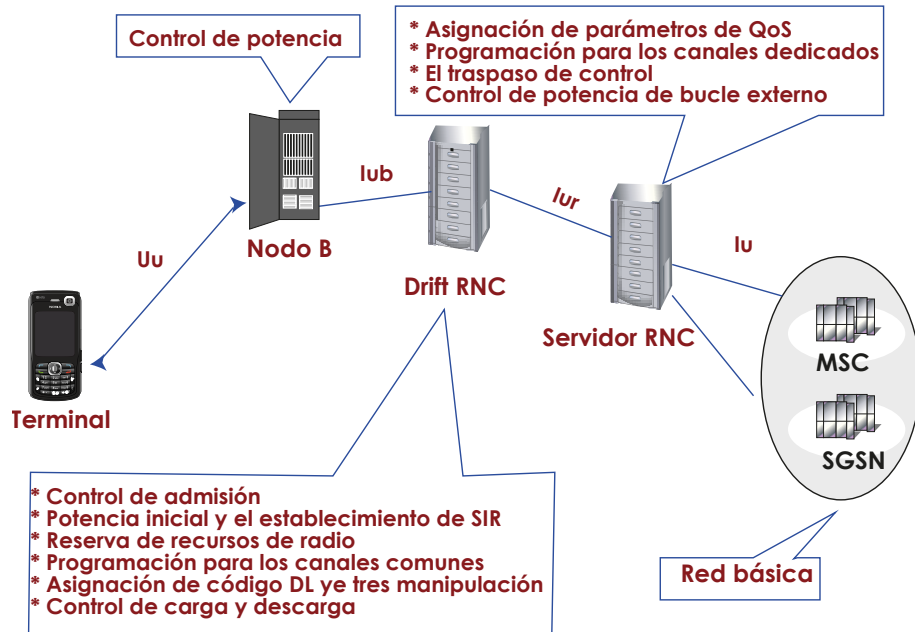 Control de potencia
* Asignación de parámetros de QoS
* Programación para los canales dedicados
* El traspaso de control
* Control de potencia de bucle externo
Iub
Iur
Uu
Nodo B
Iu
Drift RNC
Servidor RNC
MSC
Terminal
SGSN
* Control de admisión
* Potencia inicial y el establecimiento de SIR
* Reserva de recursos de radio
* Programación para los canales comunes
* Asignación de código DL ye tres manipulación
* Control de carga y descarga
Red básica